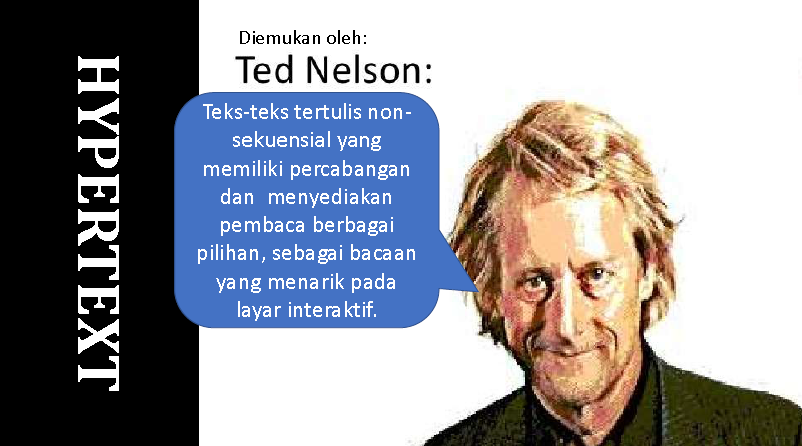 HYPERTEXT
Diemukan oleh:
Ted Nelson:
Teks-teks tertulis non-
sekuensial yang
memiliki percabangan
dan menyediakan
pembaca berbagai
pilihan, sebagai bacaan
yang menarik pada
layar interaktif.